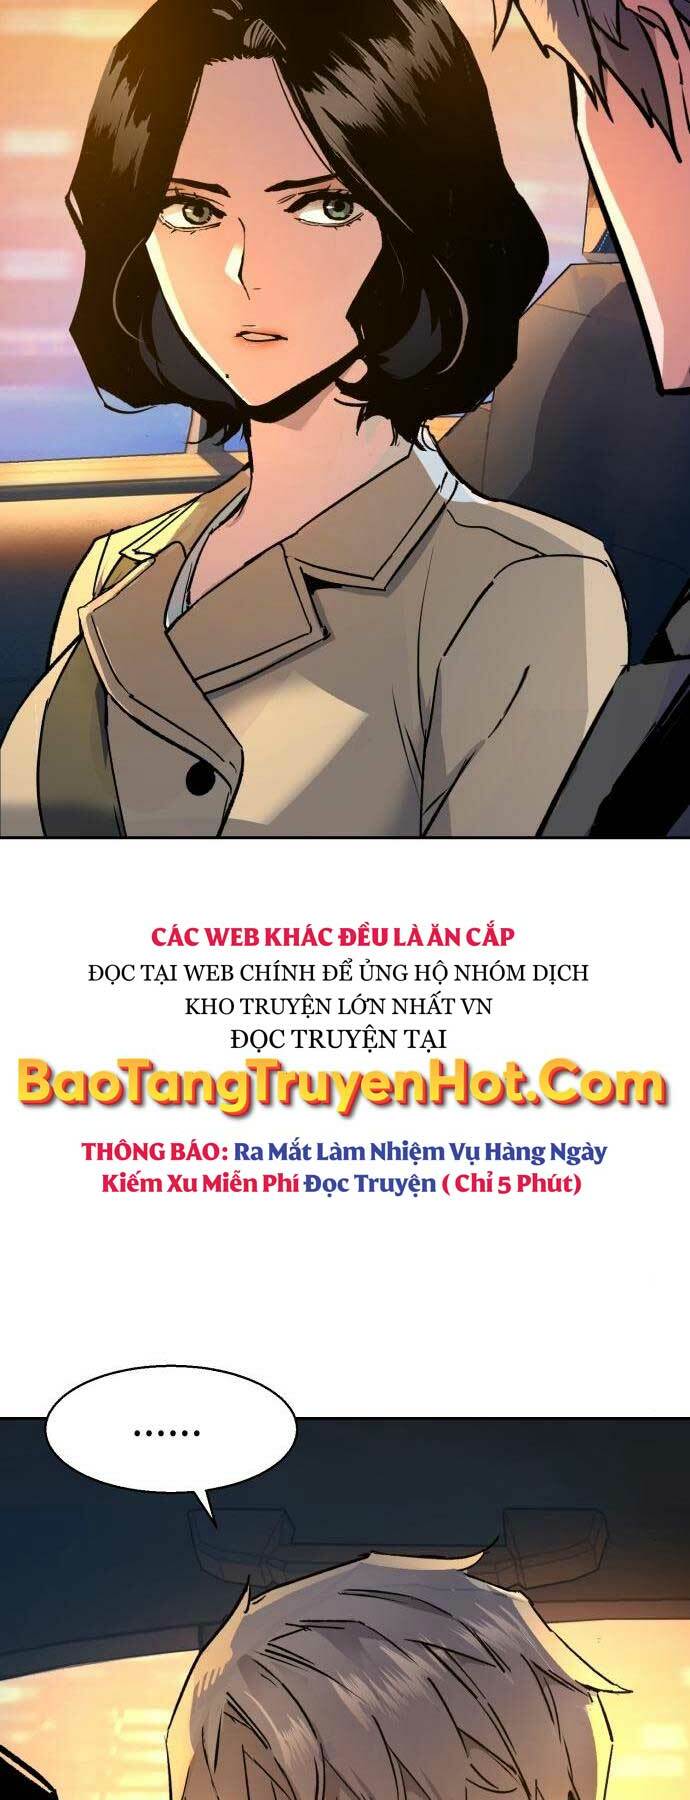 CÁC WEB KHÁC ĐỀU LÀ ĂN CẮP
ĐỌC TẠI WEB CHÍNH ĐỂ ỦNG HỘ NHÓM DỊCH
KHO TRUYỆN LỚN NHẤT VN
ĐỌC TRUYỆN TẠI
BaoTangTruyenHot.Com
THÔNG BÁO: Ra Mắt Làm Nhiệm Vụ Hàng Ngày
Kiếm Xu Miễn Phí Đọc Truyện ( Chỉ 5 Phút)
......